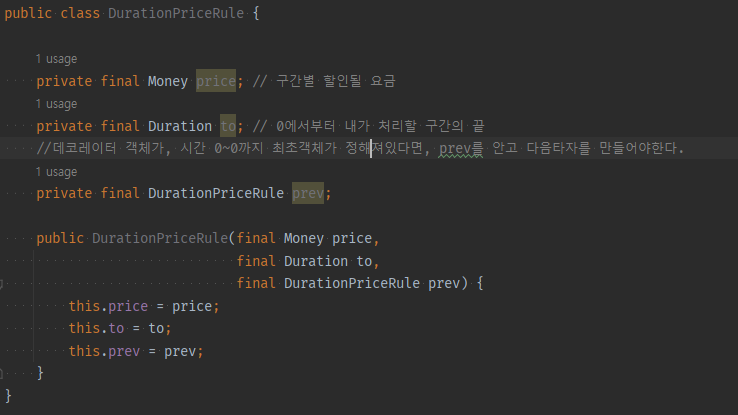 public class DurationPriceRule {
1 usage
private final Money price; // 구간별 할인될 요금
1 usage
private final Duration to; // 0에서부터 내가 처리할 구간의 끝
//데코레이터 객체가, 시간 0~0까지 최초객체가 정해져있다면, prev를 안고 다음타자를 만들어야한다.
1 usage
private final DurationPriceRule prev;
public DurationPriceRule(final Money price,
final Duration to,
final DurationPriceRule prev) {
this.price = price;
this.to = to;
this.prev = prev;
}
}